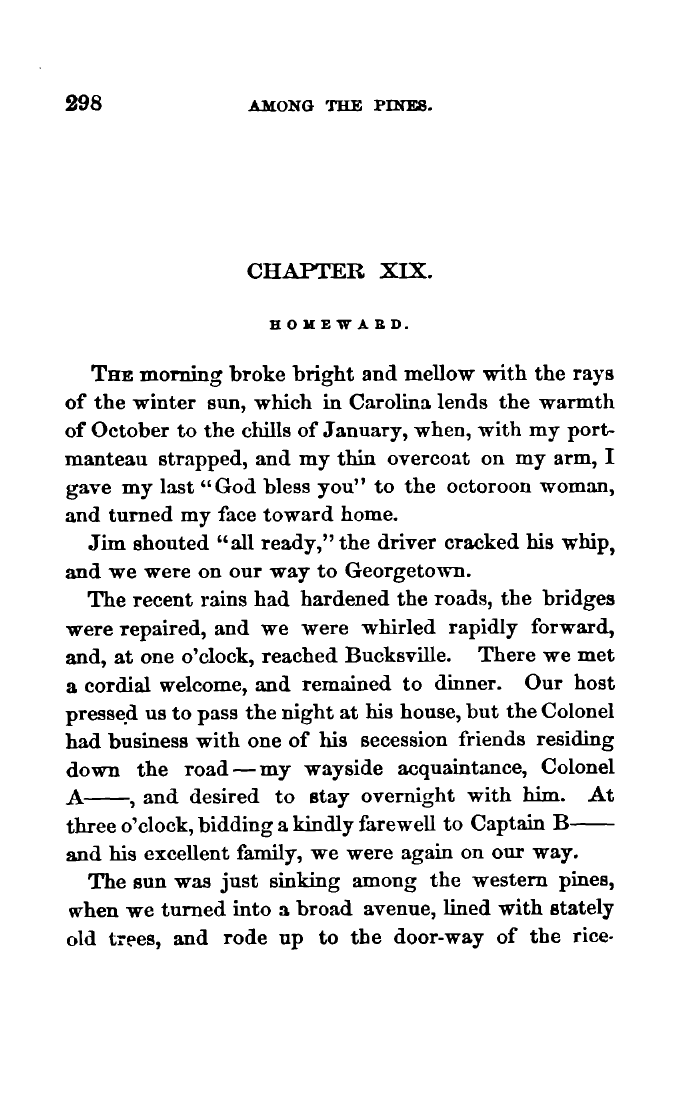 298 AMONG THE PINES.
CHAPTER XIX.
HOMEWARD.
THE morning broke bright and mellow with the rays
of the winter sun, which in Carolina lends the warmth
of October to the chills of January, when, with my port-
manteau strapped, and my thin overcoat on my arm, I
gave my last "God bless you" to the octoroon woman,
and turned my face toward home.
Jim shouted "all ready," the driver cracked his whip,
and we were on our way to Georgetown.
The recent rains had hardened the roads, the bridges
were repaired, and we were whirled rapidly forward,
and, at one o'clock, reached Bucksville. There we met
a cordial welcome, and remained to dinner. Our host
pressed us to pass the night at his house, but the Colonel
had business with one of his secession friends residing
down the road—my wayside acquaintance, Colonel
A——, and desired to stay overnight with him. At
three o'clock, bidding a kindly farewell to Captain B——
and his excellent family, we were again on our way.
The sun was just sinking among the western pines,
when we turned into a broad avenue, lined with stately
old trees, and rode up to the door-way of the rice-